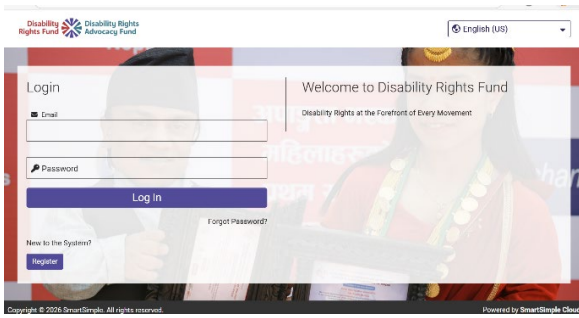 Disability Rights Fund
Disability Rights Advocacy Fund
English (US)
Login
Welcome to Disability Rights Fund
Email
Disability Rights at the Forefront of Every Movement
Password
Log In
Forgot Password?
New to the System?
Register
Copyright © 2026 SmartSimple. All rights reserved.
Powered by SmartSimple Cloud